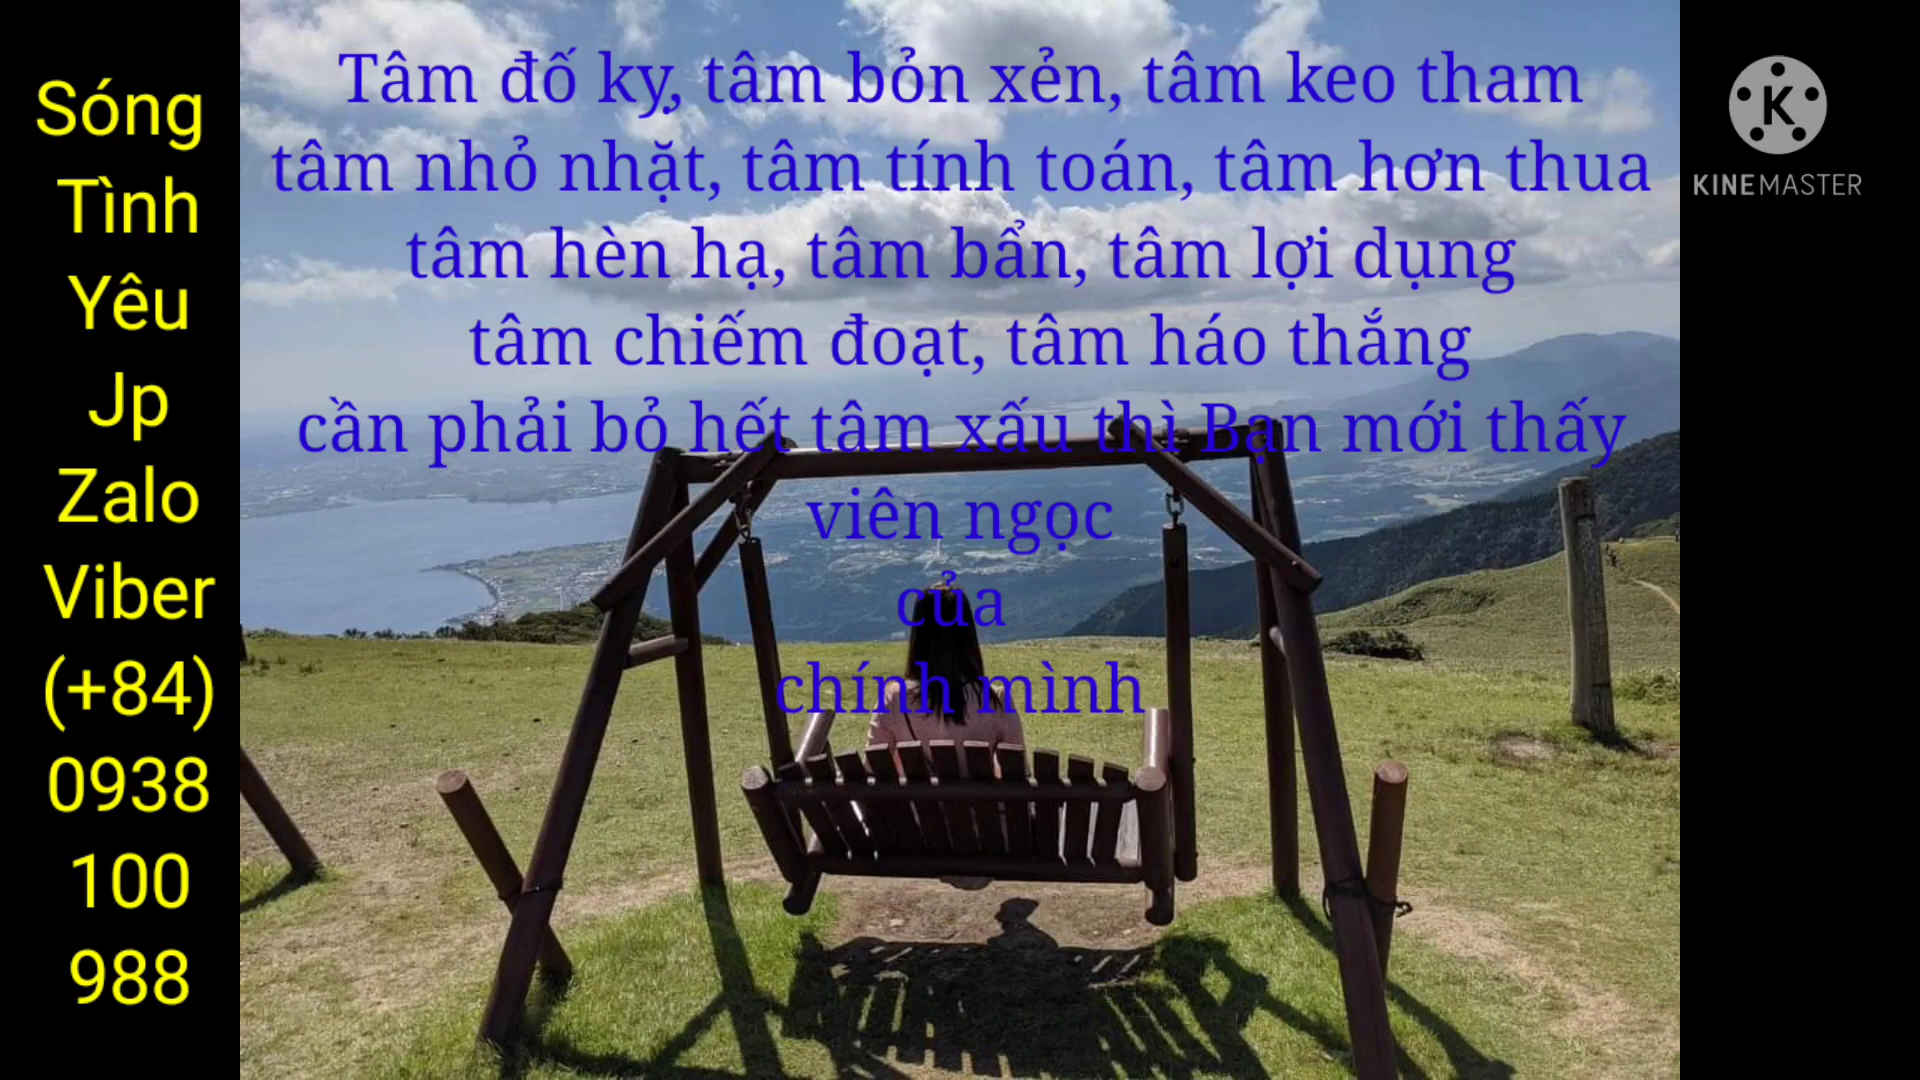 Sóng
Tình
Yêu
Jp
Zalo
Viber
(+84)
0938
100
988
Tâm đố kỵ, tâm bỏn xẻn, tâm keo tham
tâm nhỏ nhặt, tâm tính toán, tâm hơn thua
tâm hèn hạ, tâm bẩn, tâm lợi dụng
tâm chiếm đoạt, tâm háo thắng
cần phải bỏ hết tâm xấu thì Bạn mới thấy
viên ngọc
của
chính mình
K
KINEMASTER